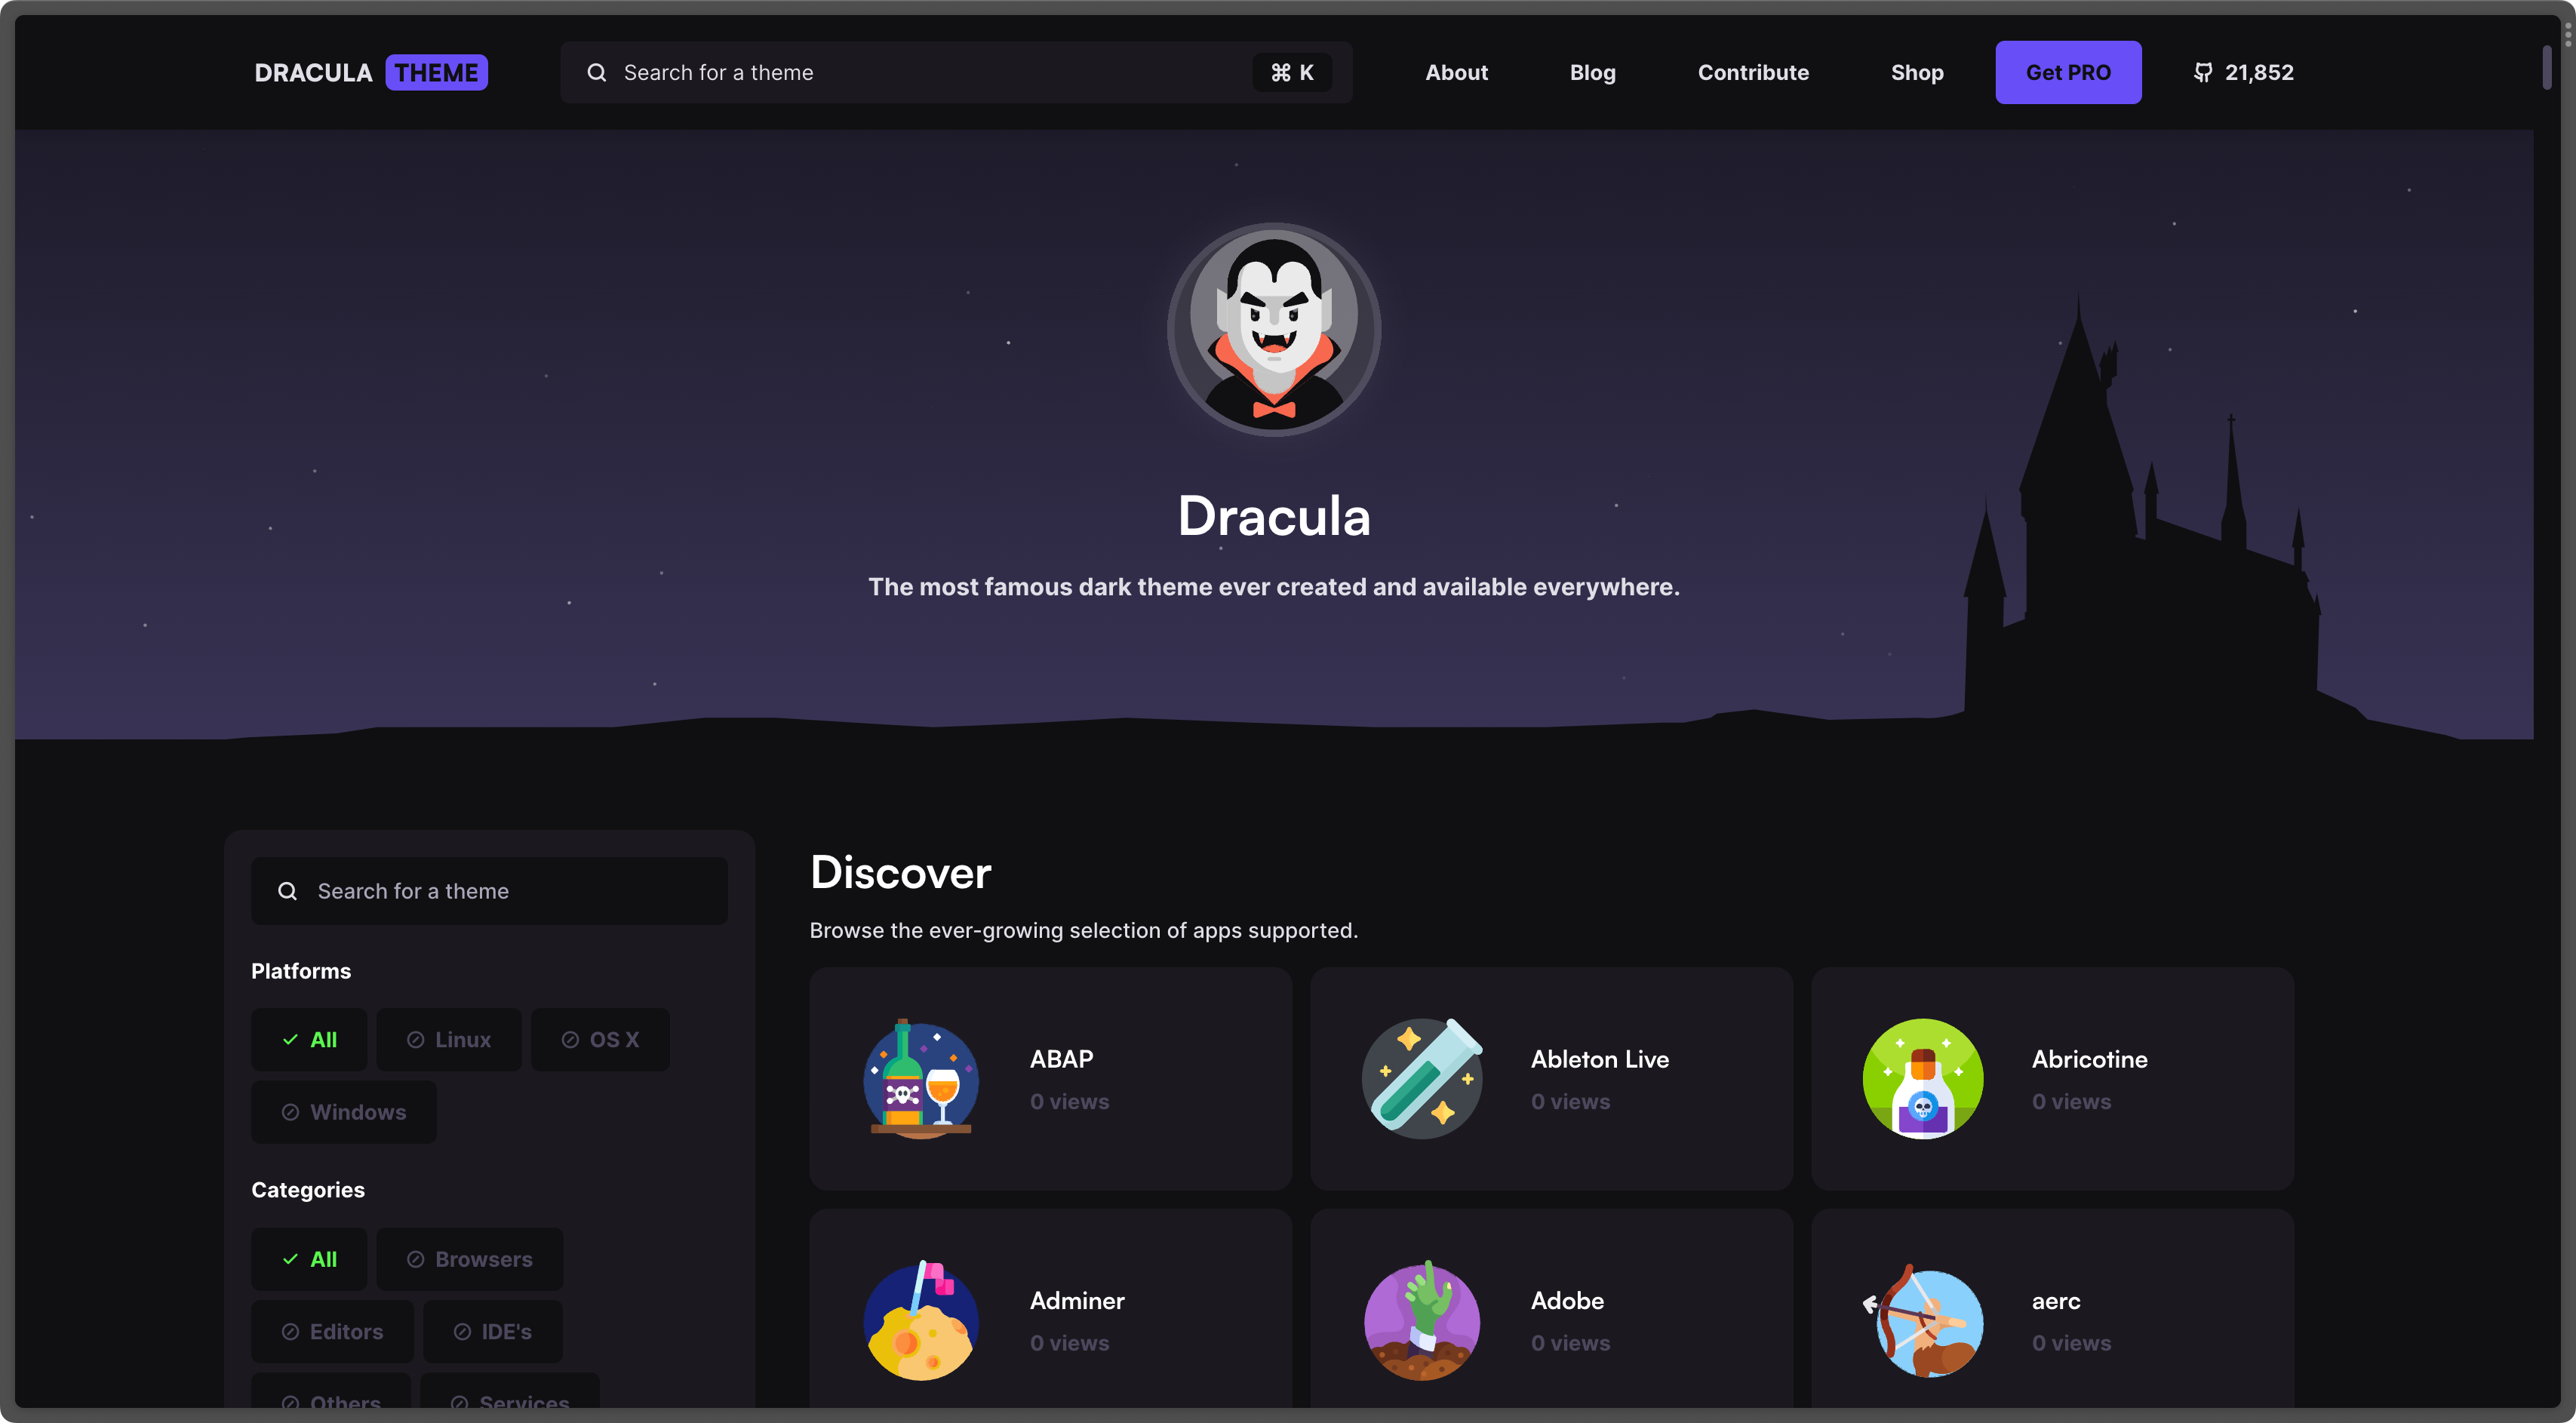 DRACULA THEME
Search for a theme
⌘ K
About
Blog
Contribute
Shop
Get PRO
21,852
Dracula
The most famous dark theme ever created and available everywhere.
Search for a theme
Platforms
All
Linux
OS X
Windows
Categories
All
Browsers
Editors
IDE's
Others
Services
Discover
Browse the ever-growing selection of apps supported.
ABAP
0 views
Ableton Live
0 views
Abricotine
0 views
Adminer
0 views
Adobe
0 views
aerc
0 views